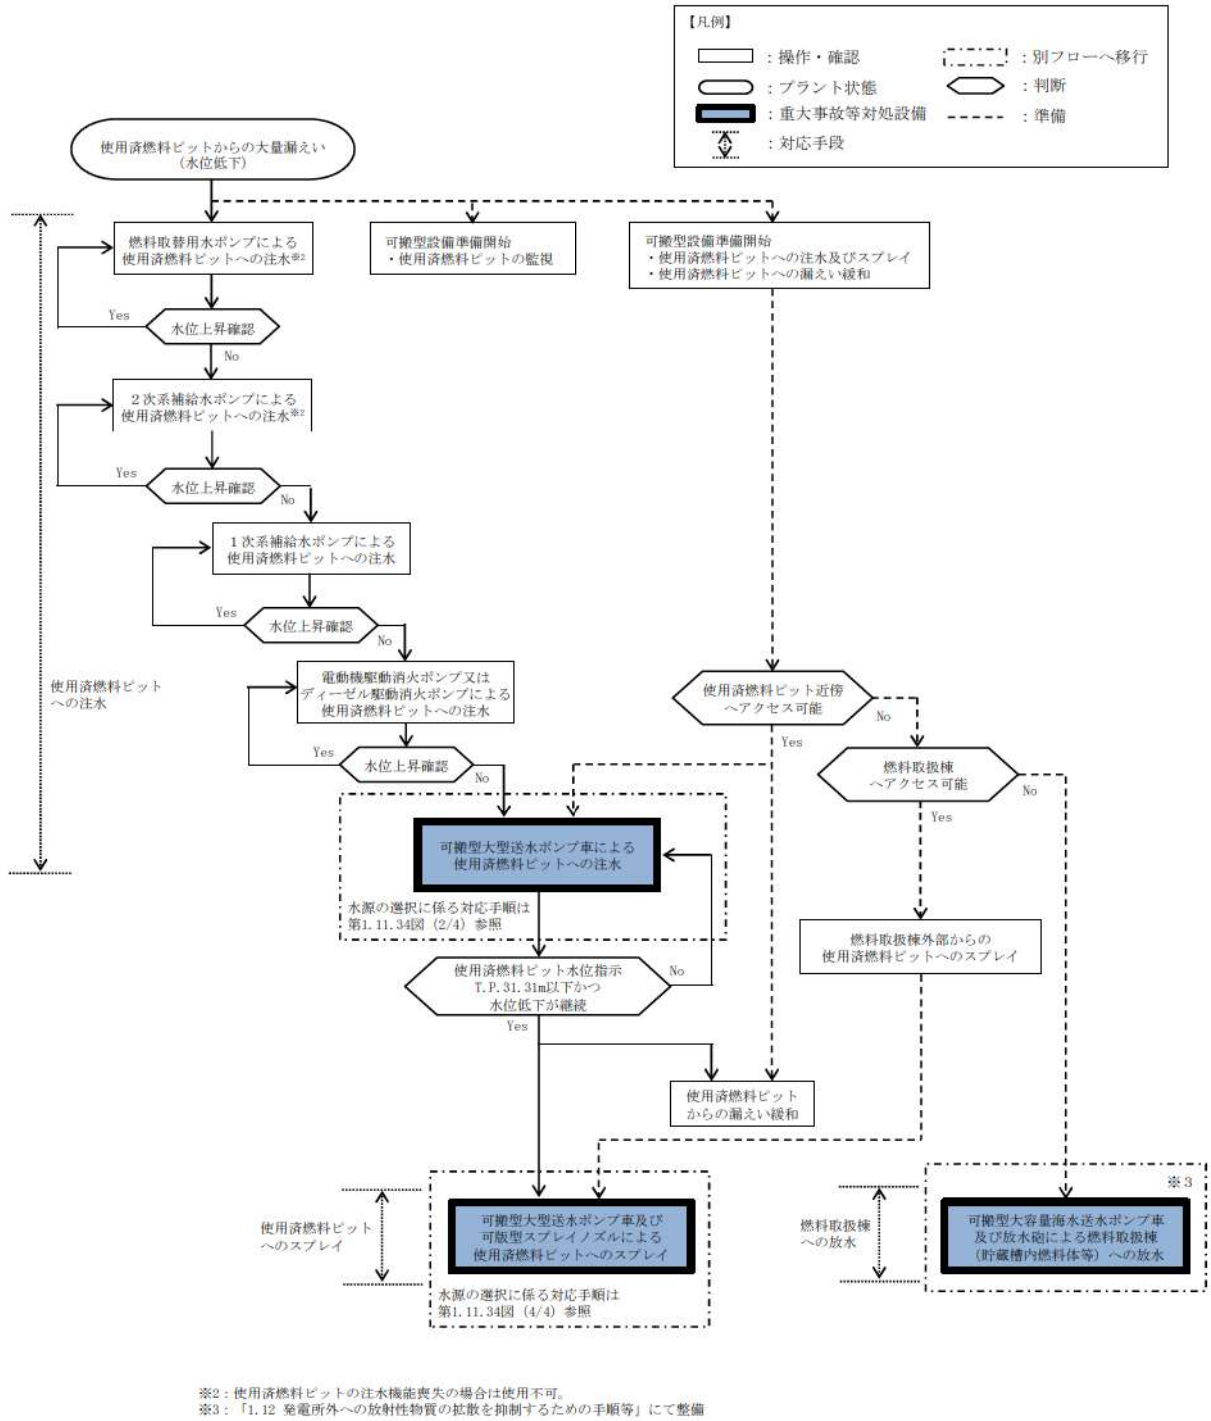 【凡例】
：操作・確認
：別フローへ移行
：プラント状態
：判断
：重大事故等対処設備
：準備
：対応手段
使用済燃料ピットからの大量漏えい
（水位低下）
燃料取替用水ポンプによる
使用済燃料ピットへの注水※2
可搬型設備準備開始
・使用済燃料ピットの監視
可搬型設備準備開始
・使用済燃料ピットへの注水及びスプレイ
・使用済燃料ピットへの漏えい緩和
Yes
水位上昇確認
No
２次系補給水ポンプによる
使用済燃料ピットへの注水※2
Yes
水位上昇確認
No
１次系補給水ポンプによる
使用済燃料ピットへの注水
Yes
水位上昇確認
No
使用済燃料ピット
への注水
電動機駆動消火ポンプ又は
ディーゼル駆動消火ポンプによる
使用済燃料ピットへの注水
使用済燃料ピット近傍
へアクセス可能
No
Yes
Yes
水位上昇確認
No
燃料取扱棟
へアクセス可能
No
Yes
可搬型大型送水ポンプ車による
使用済燃料ピットへの注水
水源の選択に係る対応手順は
第1.11.34図（2/4）参照
燃料取扱棟外部からの
使用済燃料ピットへのスプレイ
使用済燃料ピット水位指示
T.P.31.31m以下かつ
水位低下が継続
No
Yes
使用済燃料ピット
からの漏えい緩和
使用済燃料ピット
へのスプレイ
可搬型大型送水ポンプ車及び
可版型スプレイノズルによる
使用済燃料ピットへのスプレイ
水源の選択に係る対応手順は
第1.11.34図（4/4）参照
燃料取扱棟
への放水
※３
可搬型大容量海水送水ポンプ車
及び放水砲による燃料取扱棟
（貯蔵槽内燃料体等）への放水
※2：使用済燃料ピットの注水機能喪失の場合は使用不可。
※3：「1.12 発電所外への放射性物質の拡散を抑制するための手順等」にて整備